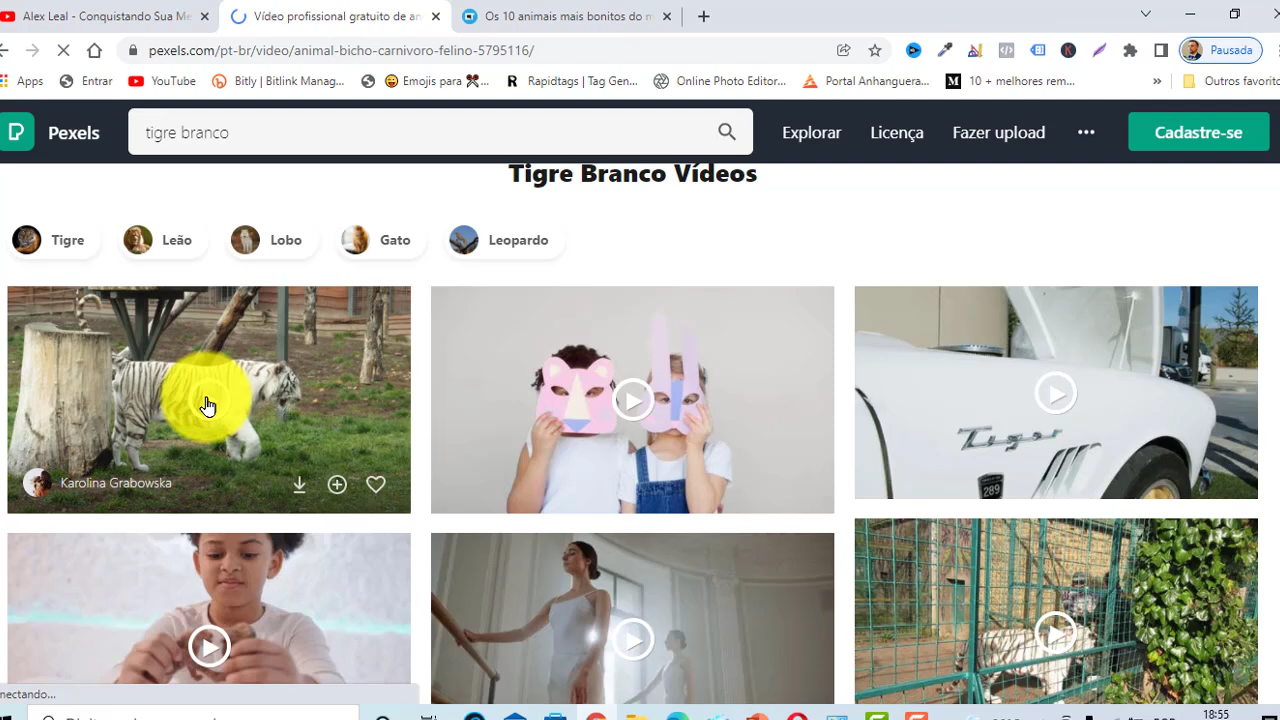 Alex Leal - Conquistando Sua Me
Vídeo profissional gratuito de an
Os 10 animais mais bonitos do m
pexels.com/pt-br/video/animal-bicho-carnivoro-felino-5795116/
Pausada
Apps
Entrar
YouTube
Bitly | Bitlink Manag...
Emojis para
Rapidtags | Tag Gen...
Online Photo Editor...
Portal Anhanguera...
10 + melhores rem...
Outros favorito
Pexels
tigre branco
Explorar
Licença
Fazer upload
Cadastre-se
Tigre Branco Vídeos
Tigre
Leão
Lobo
Gato
Leopardo
Karolina Grabowska
Tiger
289
nectando...
18:55